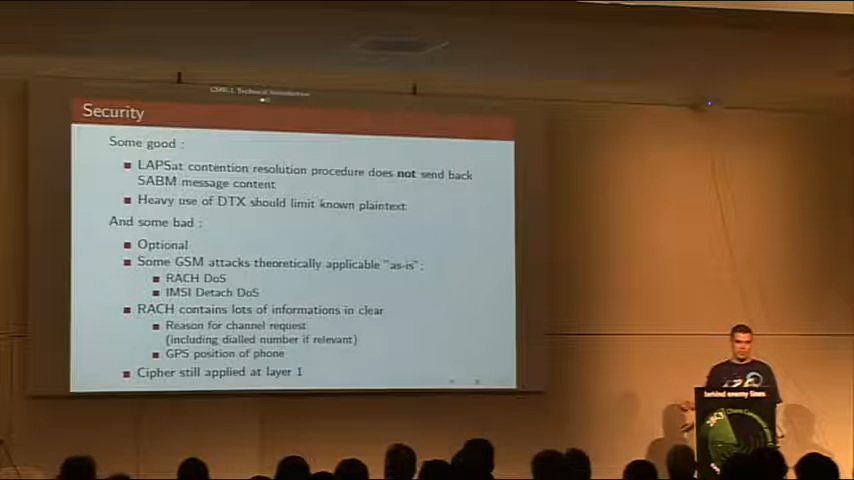 GMR-1 Technical Introduction
Security
Some good :
LAPSat contention resolution procedure does not send back
SABM message content
Heavy use of DTX should limit known plaintext
And some bad :
Optional
Some GSM attacks theoretically applicable "as-is":
RACH DoS
IMSI Detach DoS
RACH contains lots of informations in clear
Reason for channel request
(including dialled number if relevant)
GPS position of phone
Cipher still applied at layer 1
behind enemy lines
28C3